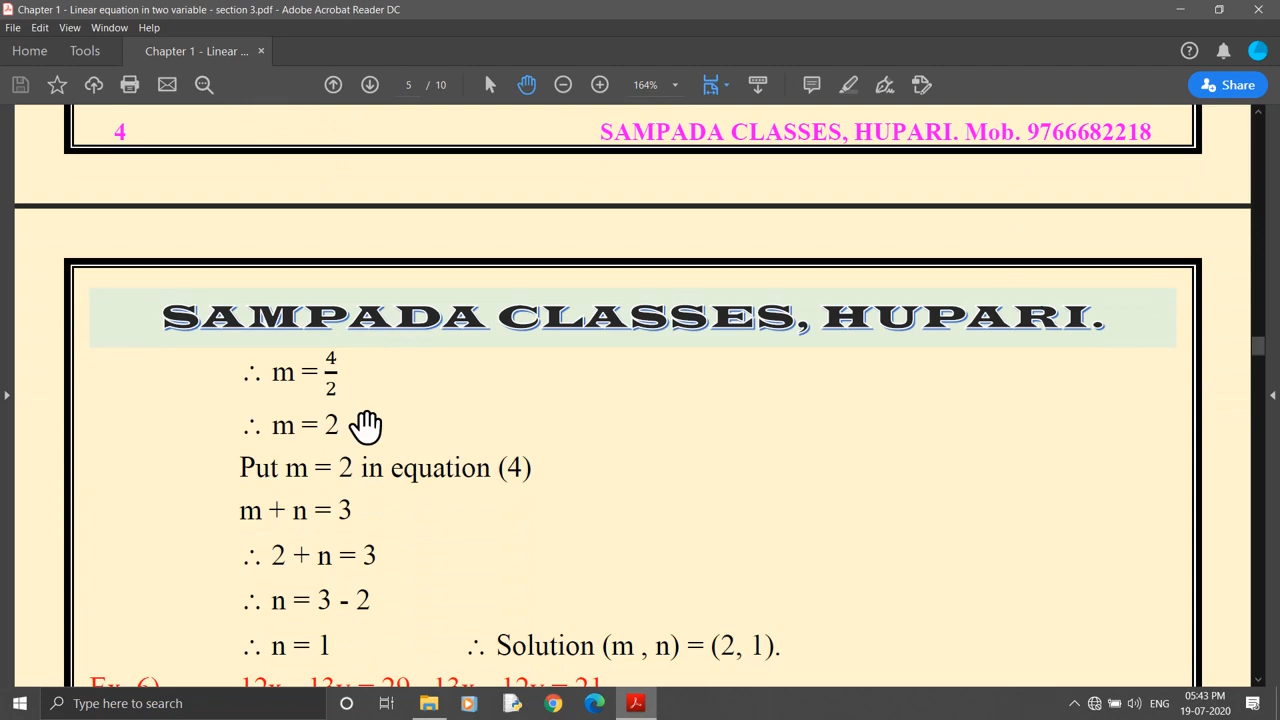 Chapter 1 - Linear equation in two variable - section 3.pdf - Adobe Acrobat Reader DC
File Edit View Window Help
Home Tools Chapter 1 - Linear ... ×
5 / 10 164% Share
4 SAMPADA CLASSES, HUPARI. Mob. 9766682218
SAMPADA CLASSES, HUPARI.
∴ m = 4/2
∴ m = 2
Put m = 2 in equation (4)
m + n = 3
∴ 2 + n = 3
∴ n = 3 - 2
∴ n = 1 ∴ Solution (m , n) = (2, 1).
Type here to search
ENG
05:43 PM
19-07-2020